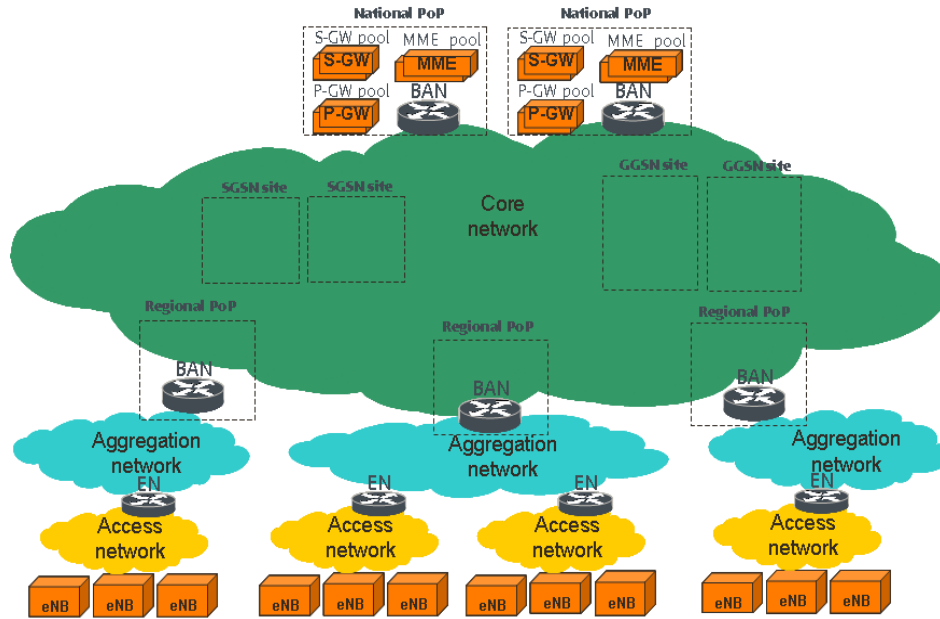 National PoP
National PoP
S-GW pool
MME pool
S-GW pool
MME pool
S-GW
MME
S-GW
MME
P-GW pool
BAN
P-GW pool
BAN
P-GW
P-GW
SGSN site
SGSN site
GGSN site
GGSN site
Core
network
Regional PoP
Regional PoP
Regional PoP
BAN
BAN
BAN
Aggregation
network
Aggregation
network
Aggregation
network
EN
EN
EN
EN
Access
network
Access
network
Access
network
Access
network
eNB
eNB
eNB
eNB
eNB
eNB
eNB
eNB
eNB
eNB
eNB
eNB